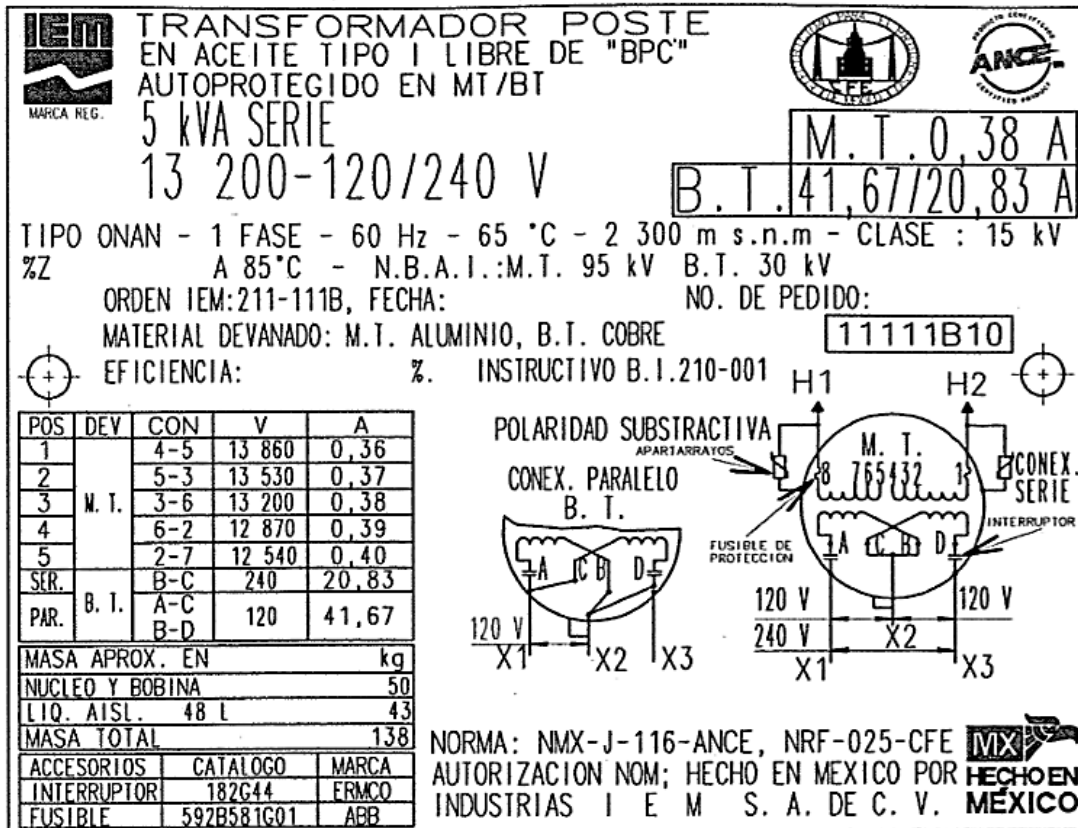 IEM
MARCA REG.
TRANSFORMADOR POSTE
EN ACEITE TIPO I LIBRE DE "BPC"
AUTOPROTEGIDO EN MT/BT
5 kVA SERIE
13 200-120/240 V
CFE
PRODUCTO CERTIFICADO
ANCE
CERTIFIED PRODUCT
M.T.0,38 A
B.T.41,67/20,83 A
TIPO ONAN - 1 FASE - 60 Hz - 65 °C - 2 300 m s.n.m - CLASE : 15 kV
%Z A 85°C - N.B.A.I.:M.T. 95 kV B.T. 30 kV
ORDEN IEM:211-111B, FECHA: NO. DE PEDIDO:
MATERIAL DEVANADO: M.T. ALUMINIO, B.T. COBRE
11111B10
EFICIENCIA: %. INSTRUCTIVO B.I.210-001
POS DEV CON V A
1 4-5 13 860 0,36
2 5-3 13 530 0,37
3 M.T. 3-6 13 200 0,38
4 6-2 12 870 0,39
5 2-7 12 540 0,40
SER. B-C 240 20,83
PAR. B.T. A-C B-D 120 41,67
MASA APROX. EN kg
NUCLEO Y BOBINA 50
LIQ. AISL. 48 L 43
MASA TOTAL 138
ACCESORIOS CATALOGO MARCA
INTERRUPTOR 182G44 ERMCO
FUSIBLE 592B581G01 ABB
POLARIDAD SUBSTRACTIVA
APARTARRAYOS
CONEX. PARALELO
B. T.
A C B D
120 V
X1 X2 X3
FUSIBLE DE
PROTECCION
H1 H2
M. T.
8 765432 1
CONEX.
SERIE
INTERRUPTOR
A C B D
120 V 120 V
240 V X2
X1 X3
NORMA: NMX-J-116-ANCE, NRF-025-CFE
AUTORIZACION NOM; HECHO EN MEXICO POR
INDUSTRIAS I E M S. A. DE C. V.
MX
HECHO EN
MÉXICO